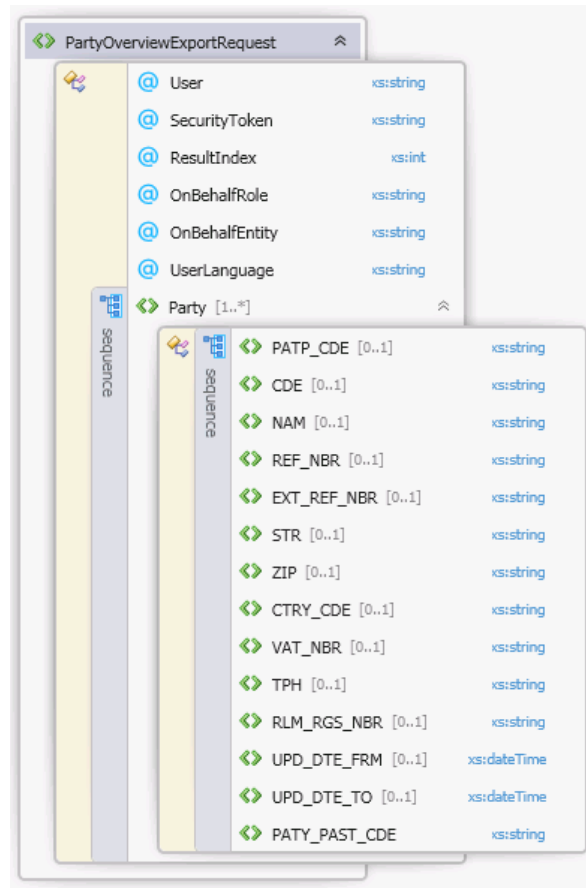 PartyOverviewExportRequest
@ User xs:string
@ SecurityToken xs:string
@ ResultIndex xs:int
@ OnBehalfRole xs:string
@ OnBehalfEntity xs:string
@ UserLanguage xs:string
sequence
Party [1..*]
sequence
PATP_CDE [0..1] xs:string
CDE [0..1] xs:string
NAM [0..1] xs:string
REF_NBR [0..1] xs:string
EXT_REF_NBR [0..1] xs:string
STR [0..1] xs:string
ZIP [0..1] xs:string
CTRY_CDE [0..1] xs:string
VAT_NBR [0..1] xs:string
TPH [0..1] xs:string
RLM_RGS_NBR [0..1] xs:string
UPD_DTE_FRM [0..1] xs:dateTime
UPD_DTE_TO [0..1] xs:dateTime
PATY_PAST_CDE xs:string